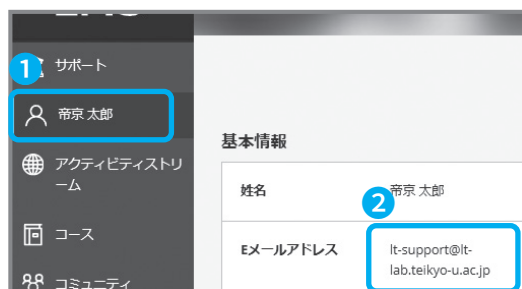 1
サポート
帝京 太郎
アクティビティストリ
ーム
コース
コミュニティ
基本情報
姓名
帝京 太郎
2
Eメールアドレス
lt-support@lt-
lab.teikyo-u.ac.jp